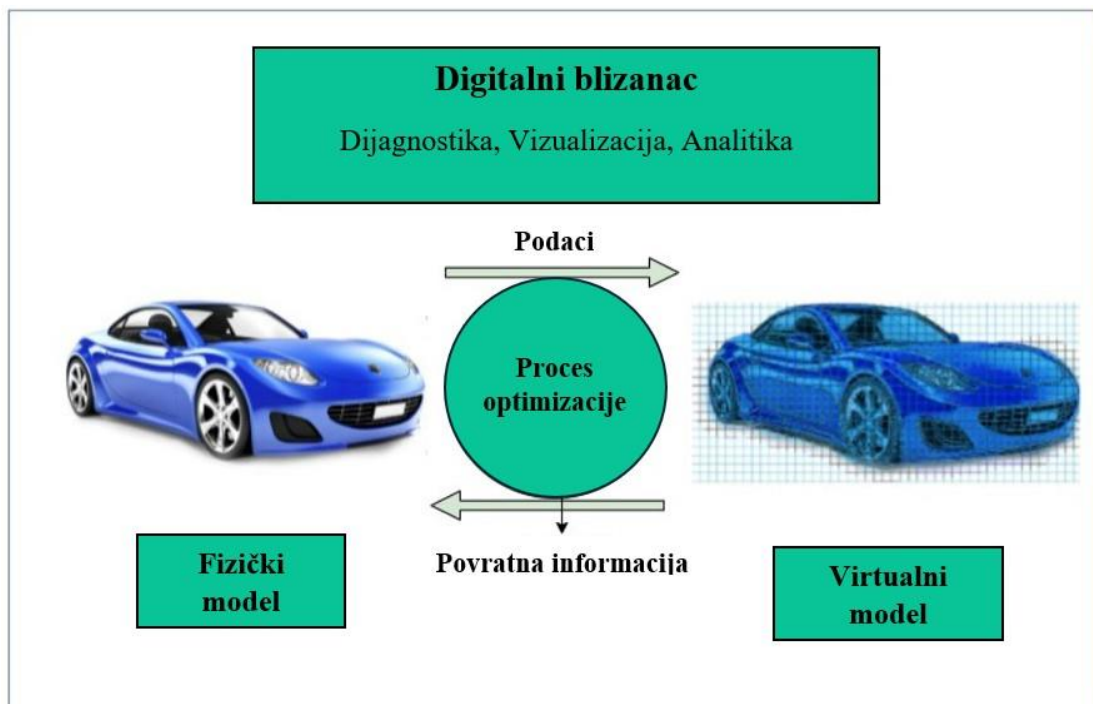 Digitalni blizanac
Dijagnostika, Vizualizacija, Analitika
Podaci
Proces
optimizacije
Povratna informacija
Fizički
model
Virtualni
model